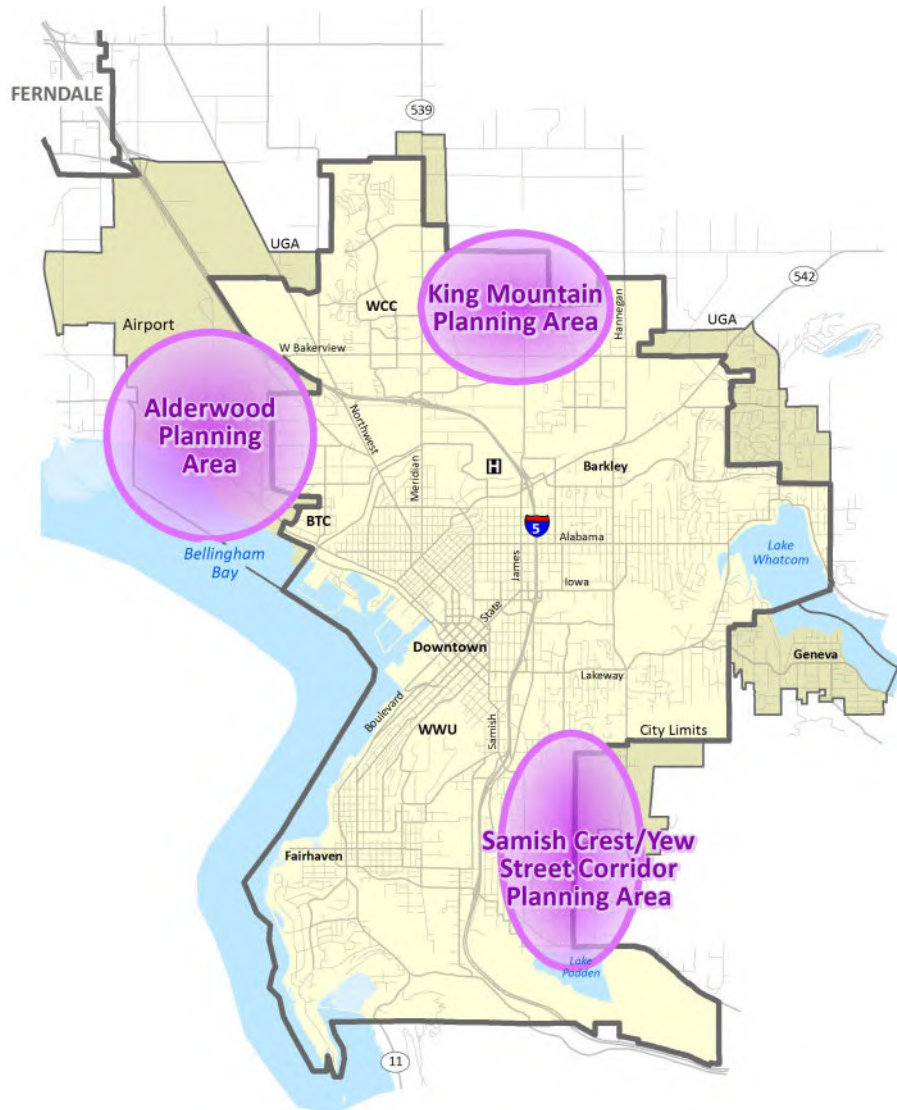 FERNDALE
539
UGA
542
WCC
King Mountain
Planning Area
Hannegan
UGA
Airport
W Bakerview
Alderwood
Planning
Area
Northwest
Meridian
H
Barkley
BTC
5
Alabama
Bellingham
Bay
James
Lake
Whatcom
Iowa
State
Downtown
Geneva
Lakeway
Boulevard
WWU
Samish
City Limits
Samish Crest/Yew
Street Corridor
Planning Area
Fairhaven
Lake
Padden
11